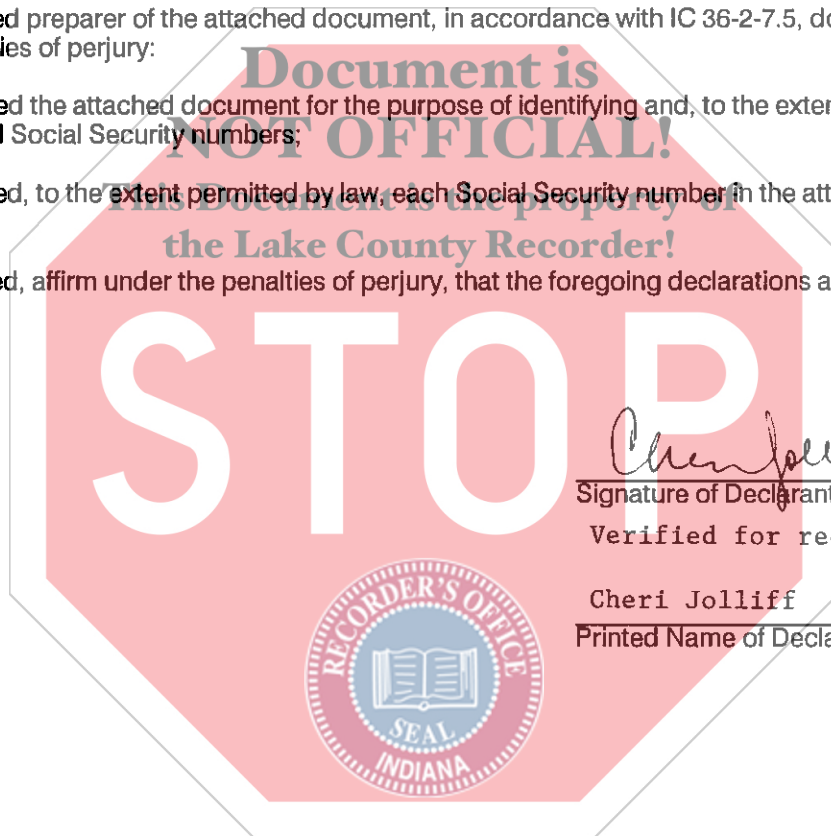 ed preparer of the attached document, in accordance with IC 36-2-7.5, do
ies of perjury:
Document is
ed the attached document for the purpose of identifying and, to the exten
NOT OFFICIAL!
l Social Security numbers;
ed, to the extent permitted by law, each Social Security number in the att
This Document is the property of
the Lake County Recorder!
ed, affirm under the penalties of perjury, that the foregoing declarations a
STOP
Signature of Declarant
Verified for re
Cheri Jolliff
Printed Name of Decla
RECORDER'S OFFICE
SEAL
INDIANA